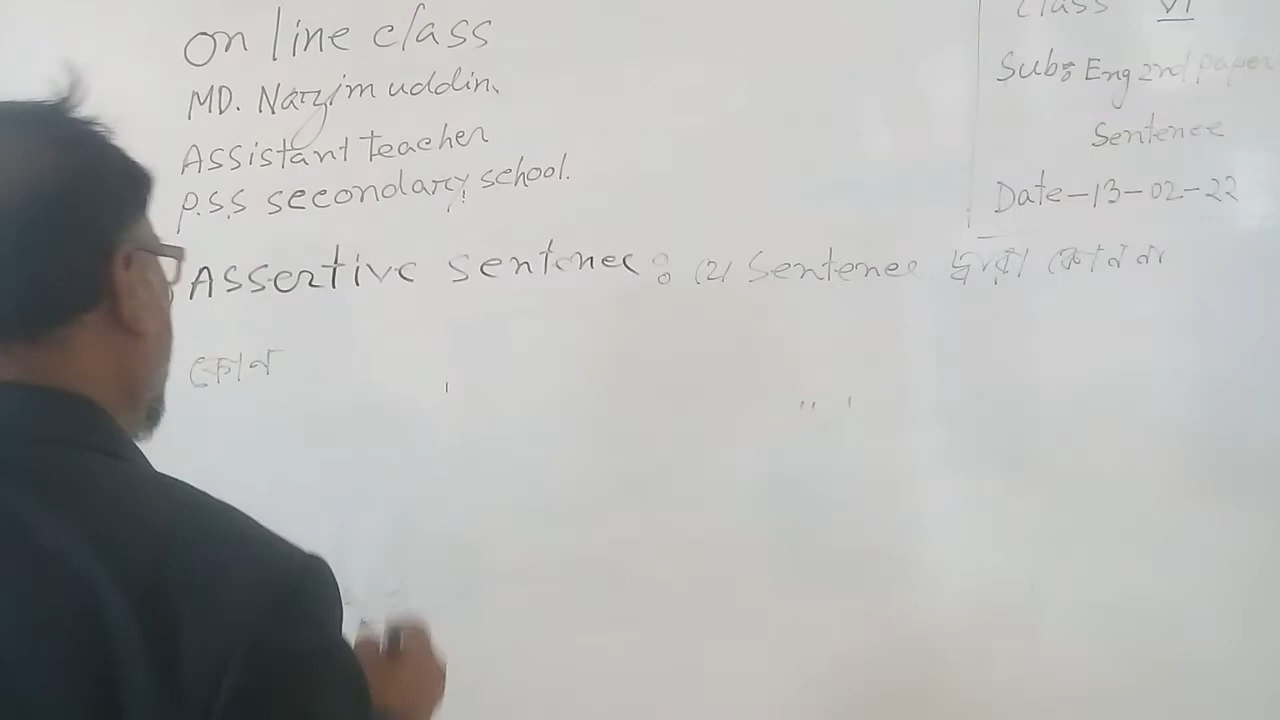 on line class
MD. Nazim uddin.
Assistant teacher
P.S.S secondary school.
Class VI
Sub: Eng 2nd paper
Sentence
Date-13-02-22
Assertive sentence: Sentence দ্বারা কোন
কোন